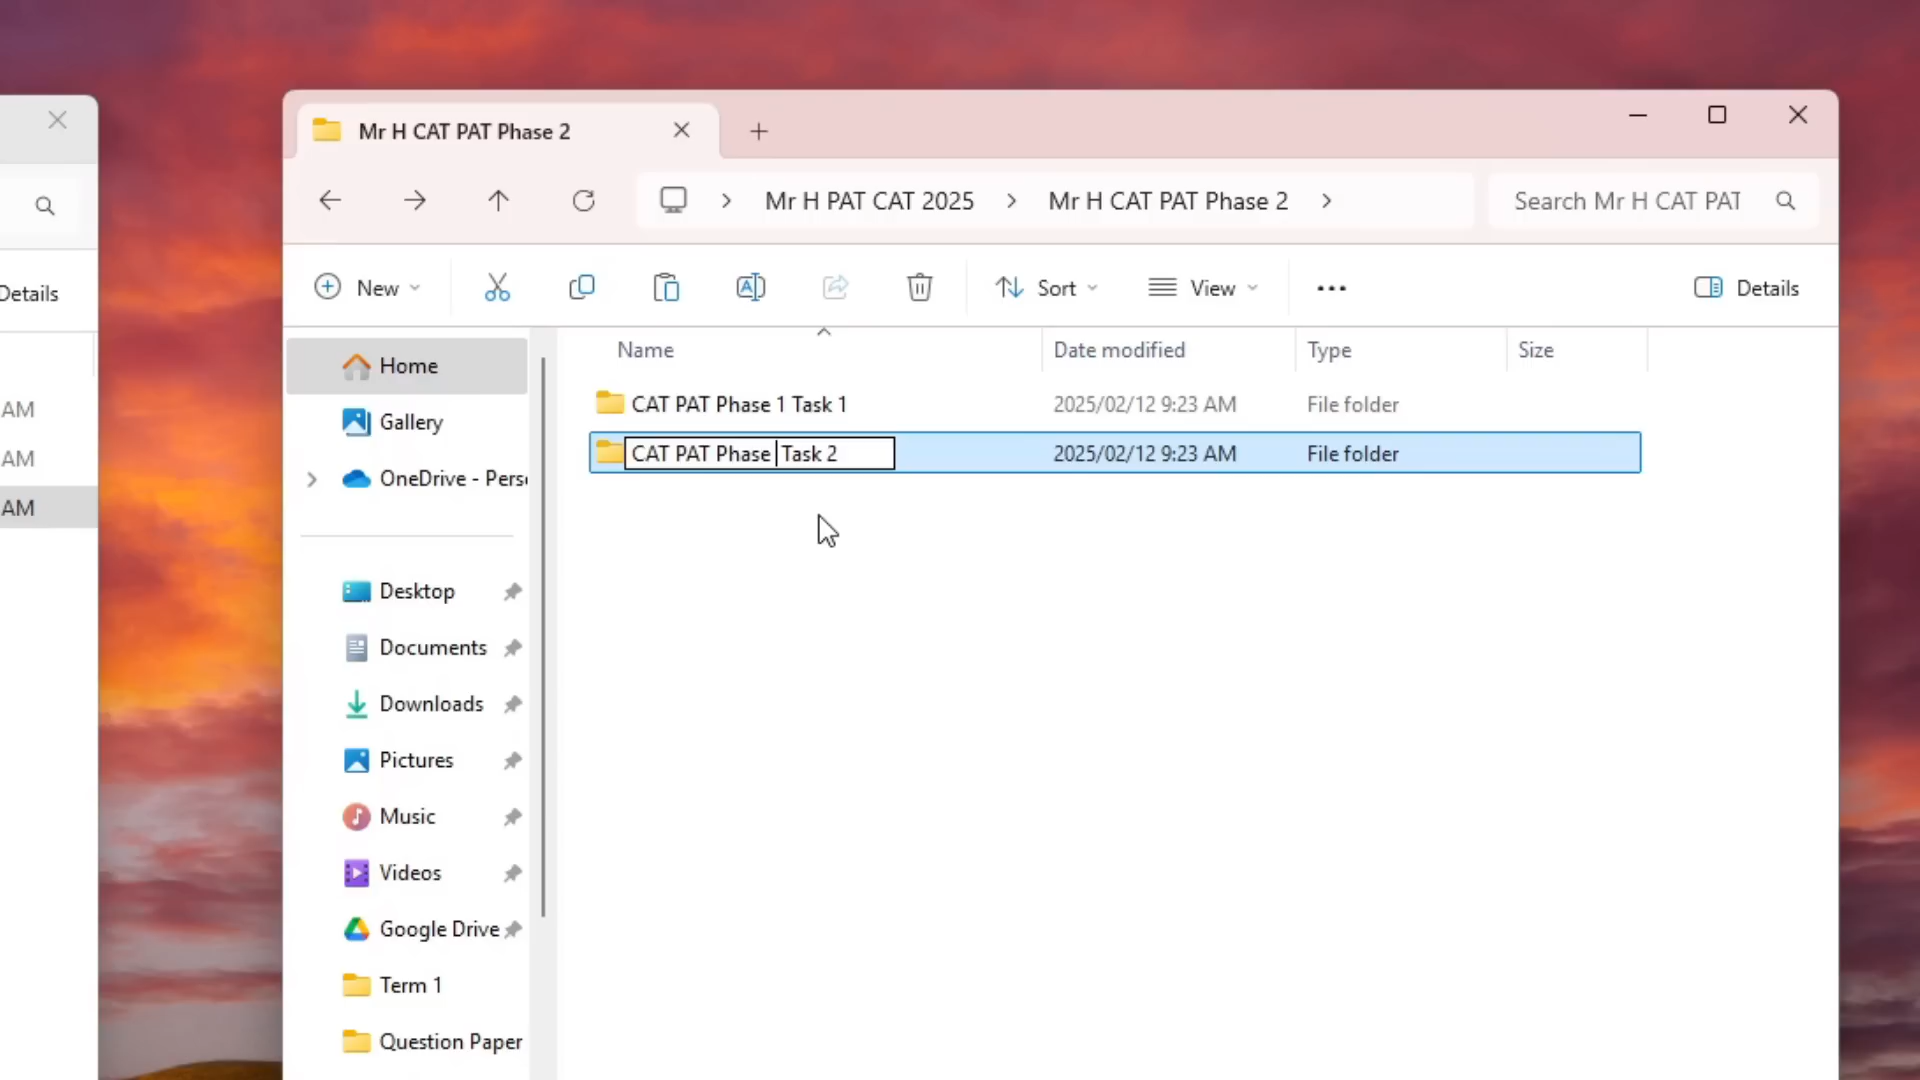 Mr H CAT PAT Phase 2
Mr H PAT CAT 2025 Mr H CAT PAT Phase 2 Search Mr H CAT PAT
Details New Sort View Details
Name Date modified Type Size
Home
Gallery
OneDrive - Pers
CAT PAT Phase 1 Task 1 2025/02/12 9:23 AM File folder
CAT PAT Phase Task 2 2025/02/12 9:23 AM File folder
AM
AM
AM
Desktop
Documents
Downloads
Pictures
Music
Videos
Google Drive
Term 1
Question Paper